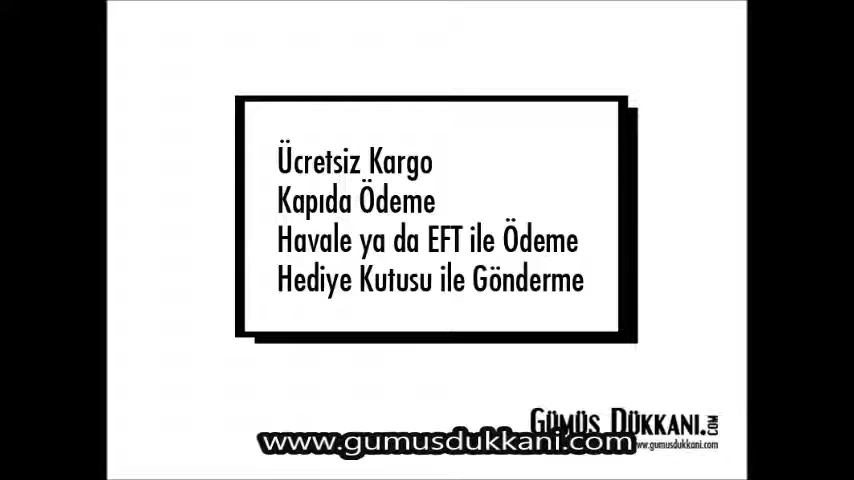 Ücretsiz Kargo
Kapıda Ödeme
Havale ya da EFT ile Ödeme
Hediye Kutusu ile Gönderme
GÜMÜŞ DÜKKANI.COM
www.gumusdukkani.com
www.gumusdukkani.com